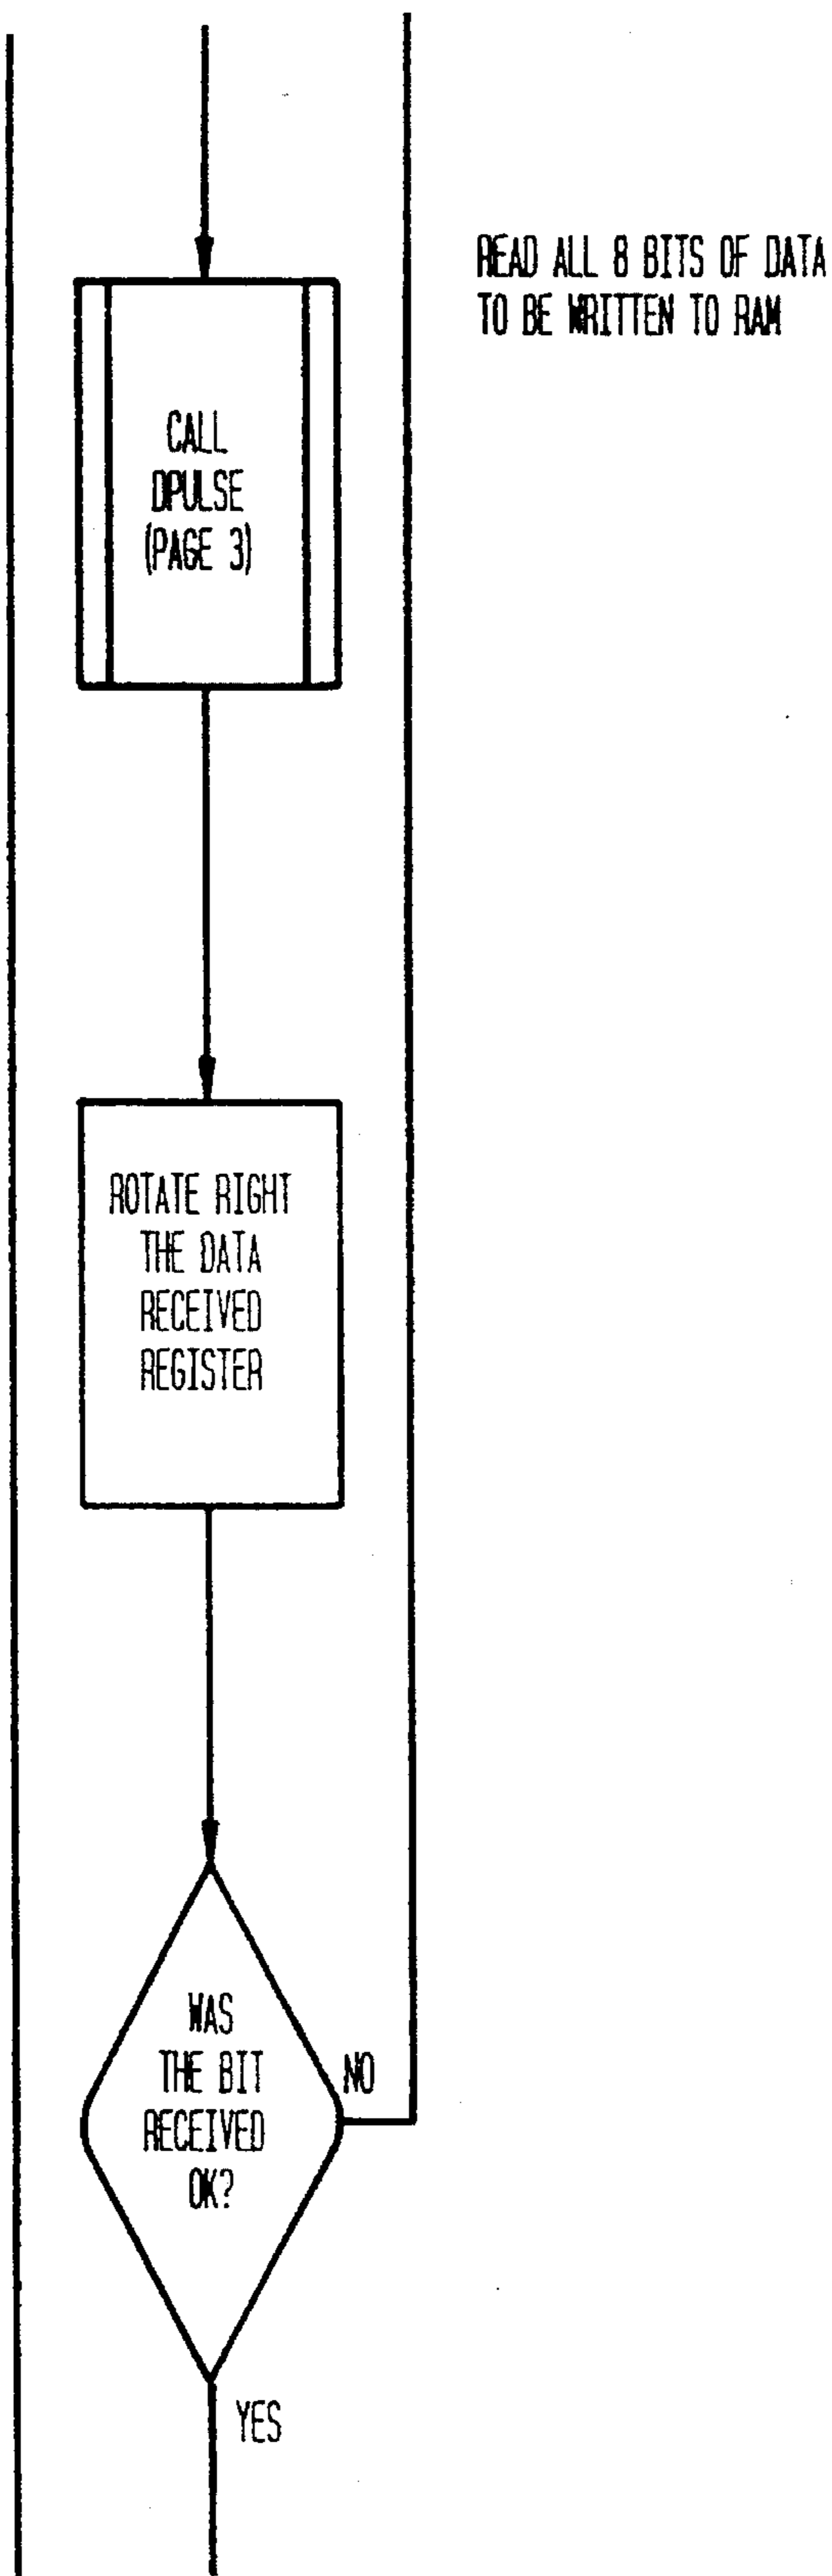 READ ALL 8 BITS OF DATA
TO BE WRITTEN TO RAM
CALL
DPULSE
(PAGE 3)
ROTATE RIGHT
THE DATA
RECEIVED
REGISTER
WAS
THE BIT
RECEIVED
OK?
NO
YES